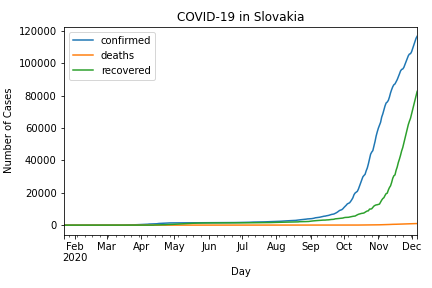 COVID-19 in Slovakia
120000
100000
80000
60000
40000
20000
0
Number of Cases
confirmed
deaths
recovered
Feb Mar Apr May Jun Jul Aug Sep Oct Nov Dec
2020
Day